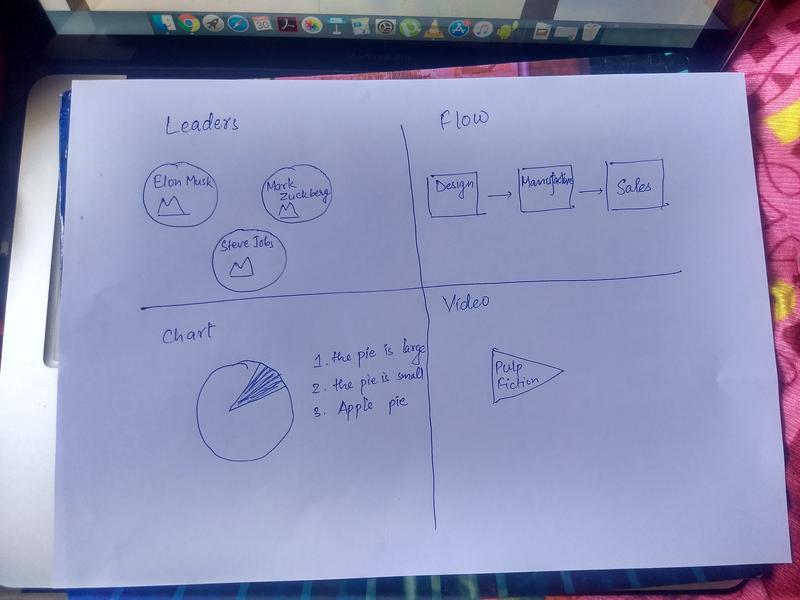 Leaders
Elon Musk
Mark
Zuckberg
Steve Jobs
Flow
Design
Sales
Chart
1. the pie is large
2. the pie is small
3. Apple pie
Video
Pulp
Fiction